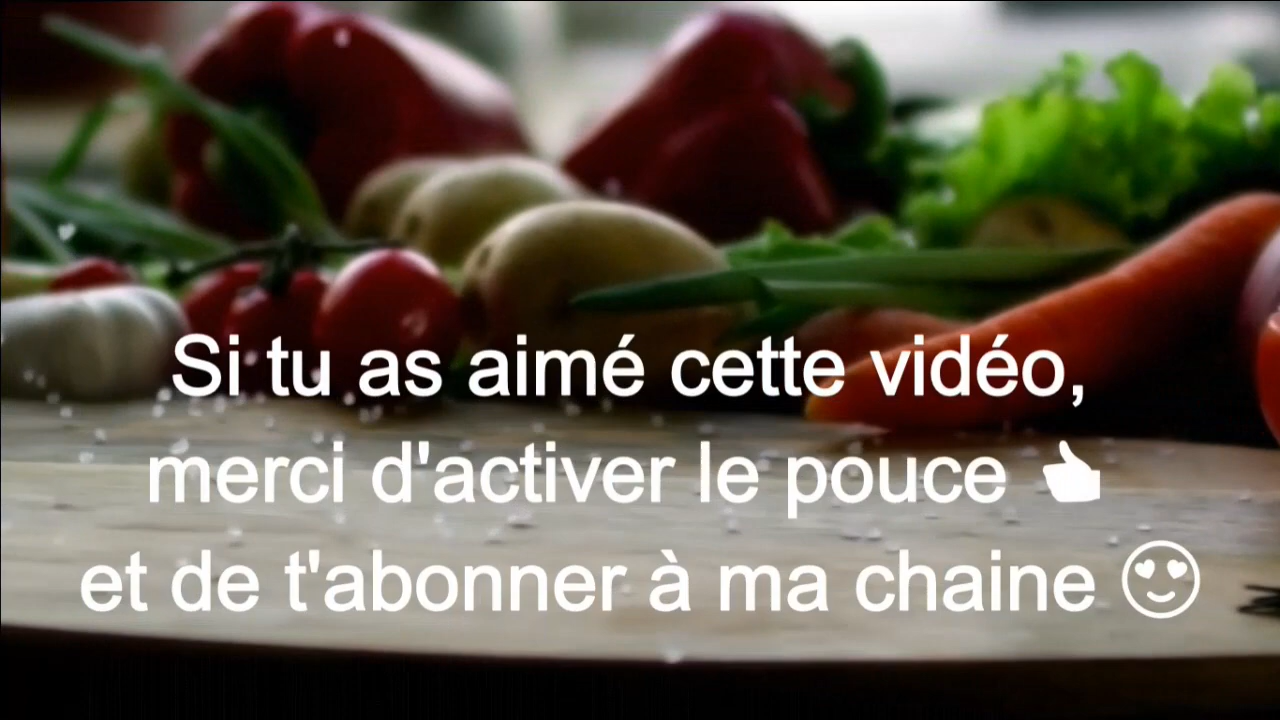 Si tu as aimé cette vidéo,
merci d'activer le pouce 👍
et de t'abonner à ma chaine 😍